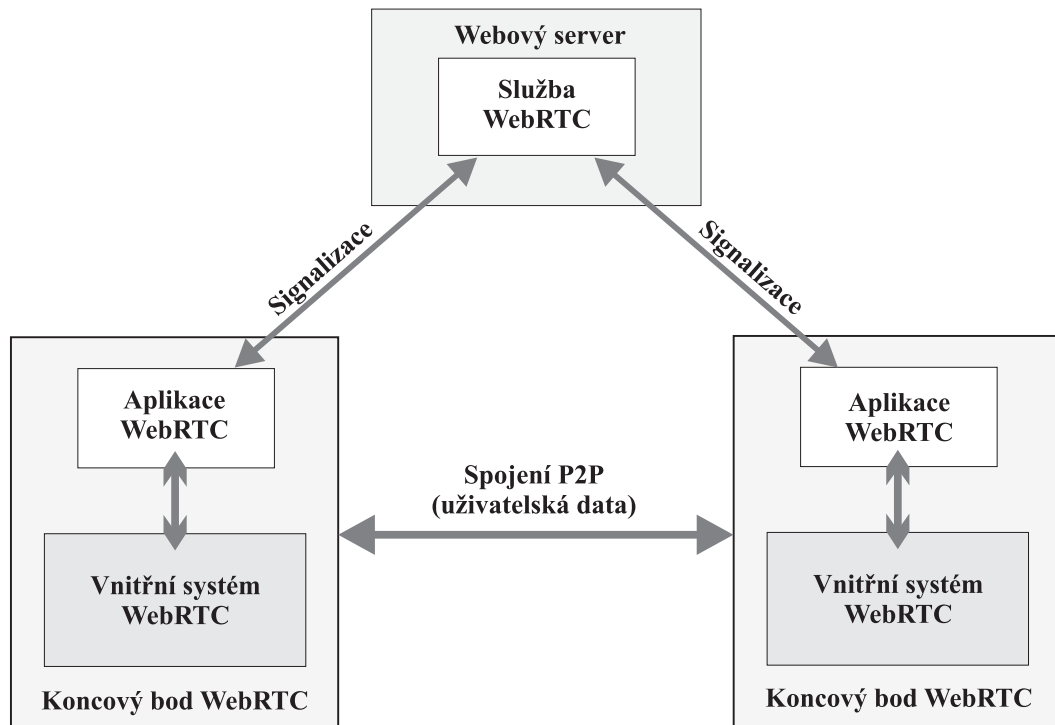 Webový server
Služba
WebRTC
Signalizace
Signalizace
Aplikace
WebRTC
Aplikace
WebRTC
Spojení P2P
(uživatelská data)
Vnitřní systém
WebRTC
Vnitřní systém
WebRTC
Koncový bod WebRTC
Koncový bod WebRTC